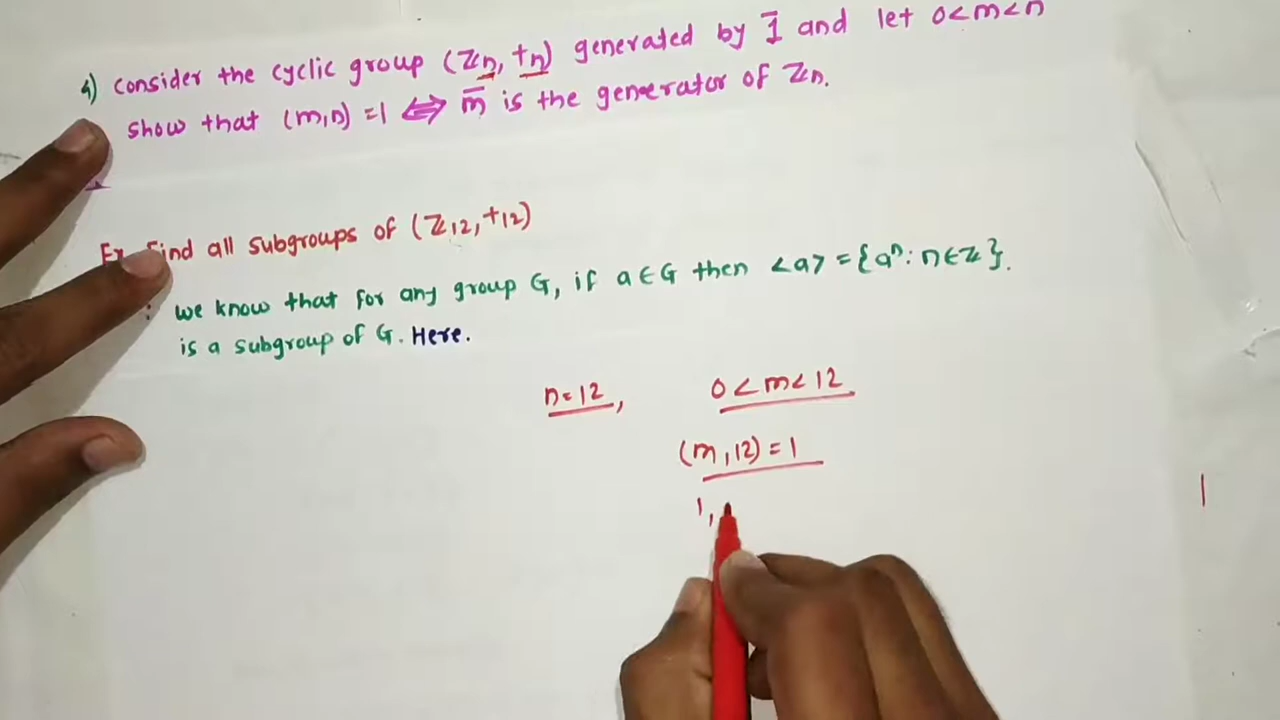 4) Consider the cyclic group (ℤn, +n) generated by 1̄ and let 0<m<n
show that (m,n) =1 ⇔ m̄ is the generator of ℤn.
Ex. Find all subgroups of (ℤ12, +12)
: we know that for any group G, if a ∈ G then <a> = {aⁿ : n∈ℤ}.
is a subgroup of G. Here.
n=12, 0<m<12
(m,12) = 1
1,
|